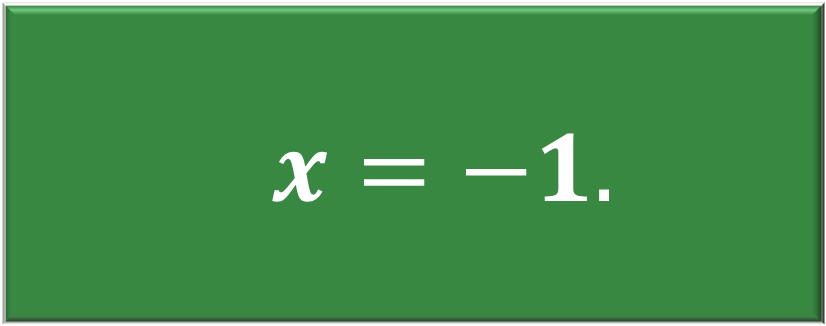 x = −1.